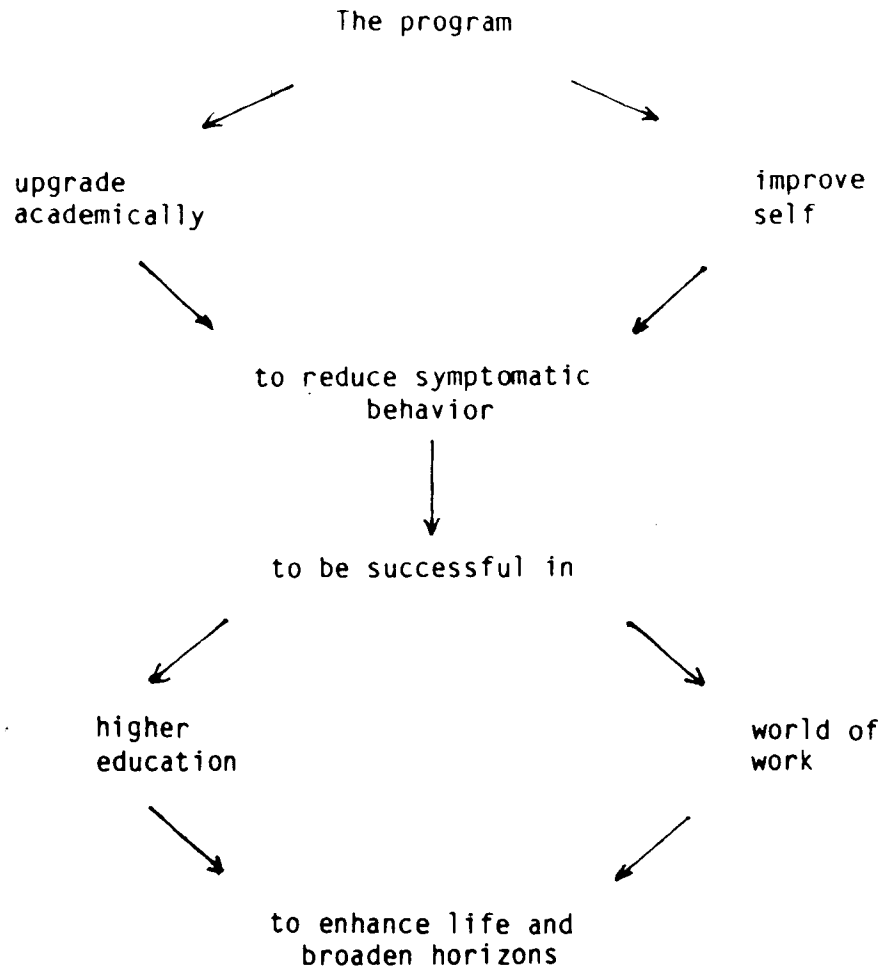 The program
upgrade
academically
improve
self
to reduce symptomatic
behavior
to be successful in
higher
education
world of
work
to enhance life and
broaden horizons